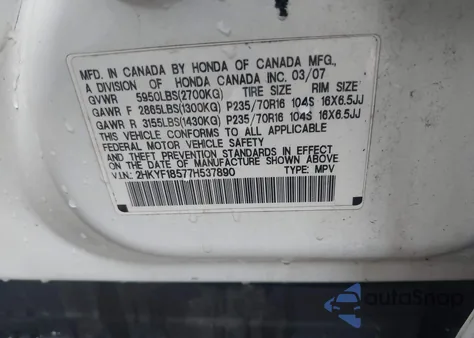 MFD. IN CANADA BY HONDA OF CANADA MFG.,
A DIVISION OF HONDA CANADA INC. 03/07
GVWR 5950LBS(2700KG) TIRE SIZE RIM SIZE
GAWR F 2865LBS(1300KG) P235/70R16 104S 16X6.5JJ
GAWR R 3155LBS(1430KG) P235/70R16 104S 16X6.5JJ
THIS VEHICLE CONFORMS TO ALL APPLICABLE
FEDERAL MOTOR VEHICLE SAFETY
AND THEFT PREVENTION STANDARDS IN EFFECT
ON THE DATE OF MANUFACTURE SHOWN ABOVE.
V.I.N.: 2HKYF18577H537890 TYPE: MPV
autoSnap